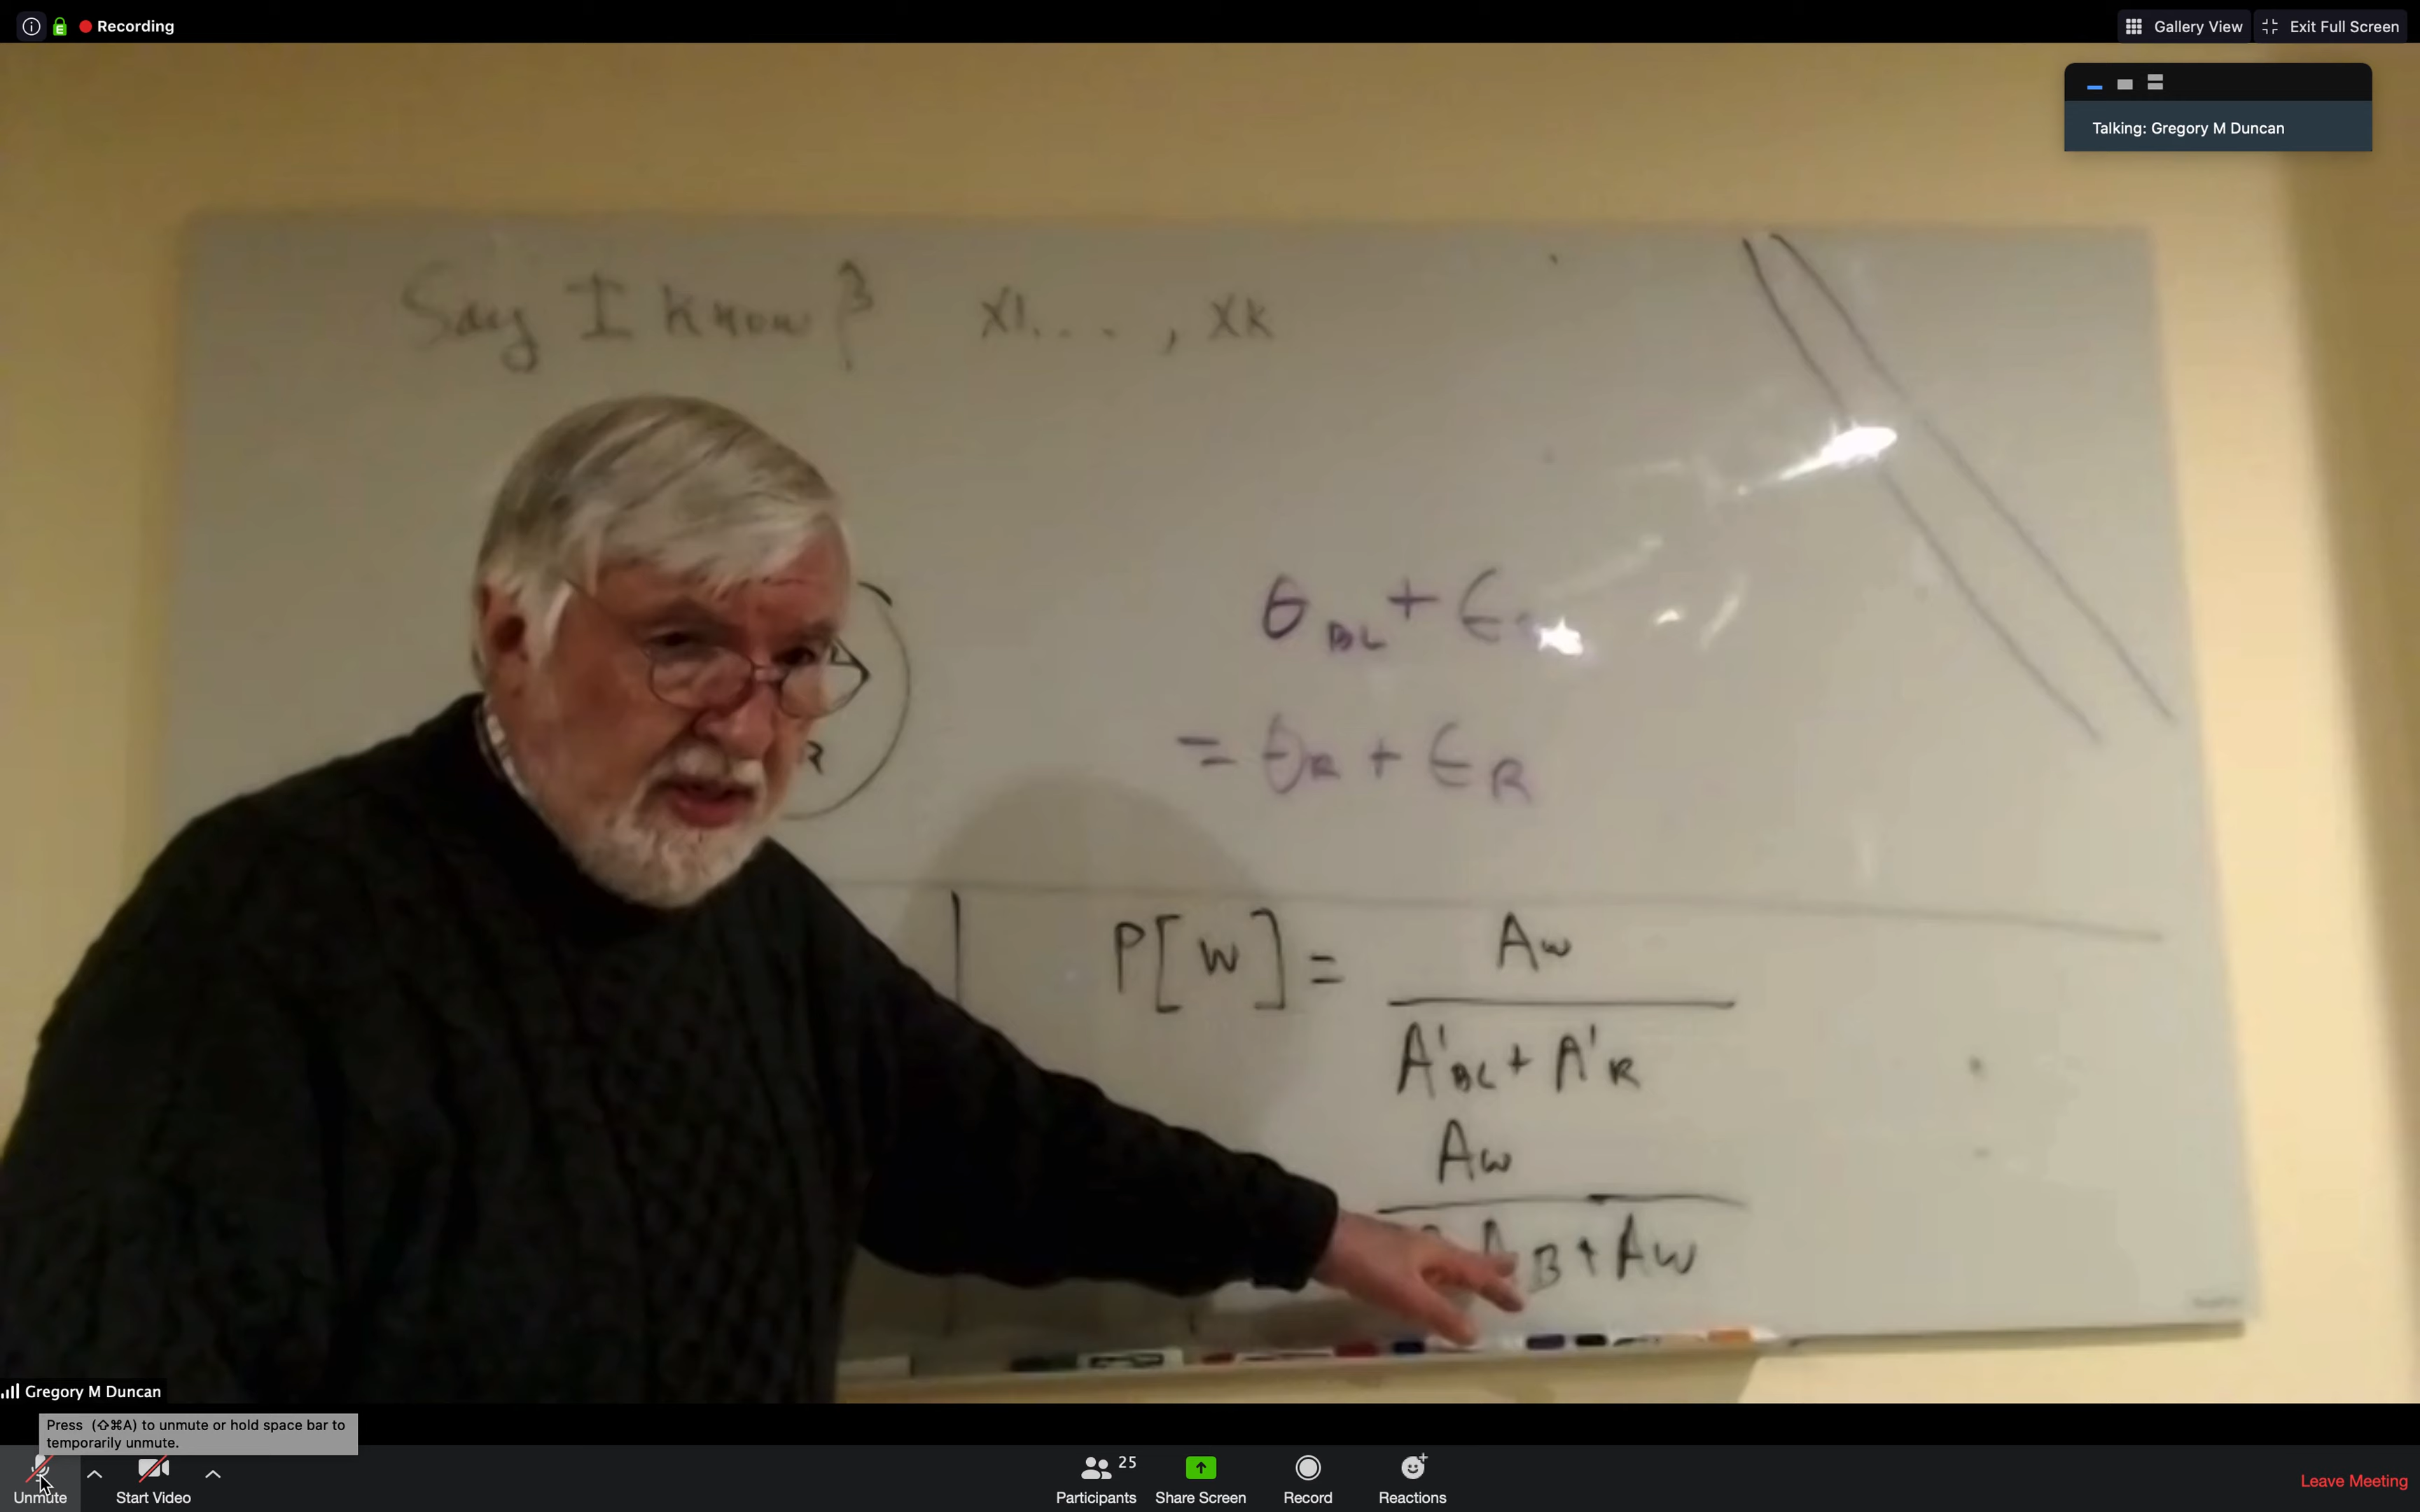 Recording
Gallery View
Exit Full Screen
Talking: Gregory M Duncan
Say I know β X1..., XK
θBL + ϵ
= θR + ϵR
P[W] = AW
A'BL + A'R
AW
AB + AW
Gregory M Duncan
Press (⇧⌘A) to unmute or hold space bar to
temporarily unmute.
25
Unmute
Start Video
Participants
Share Screen
Record
Reactions
Leave Meeting